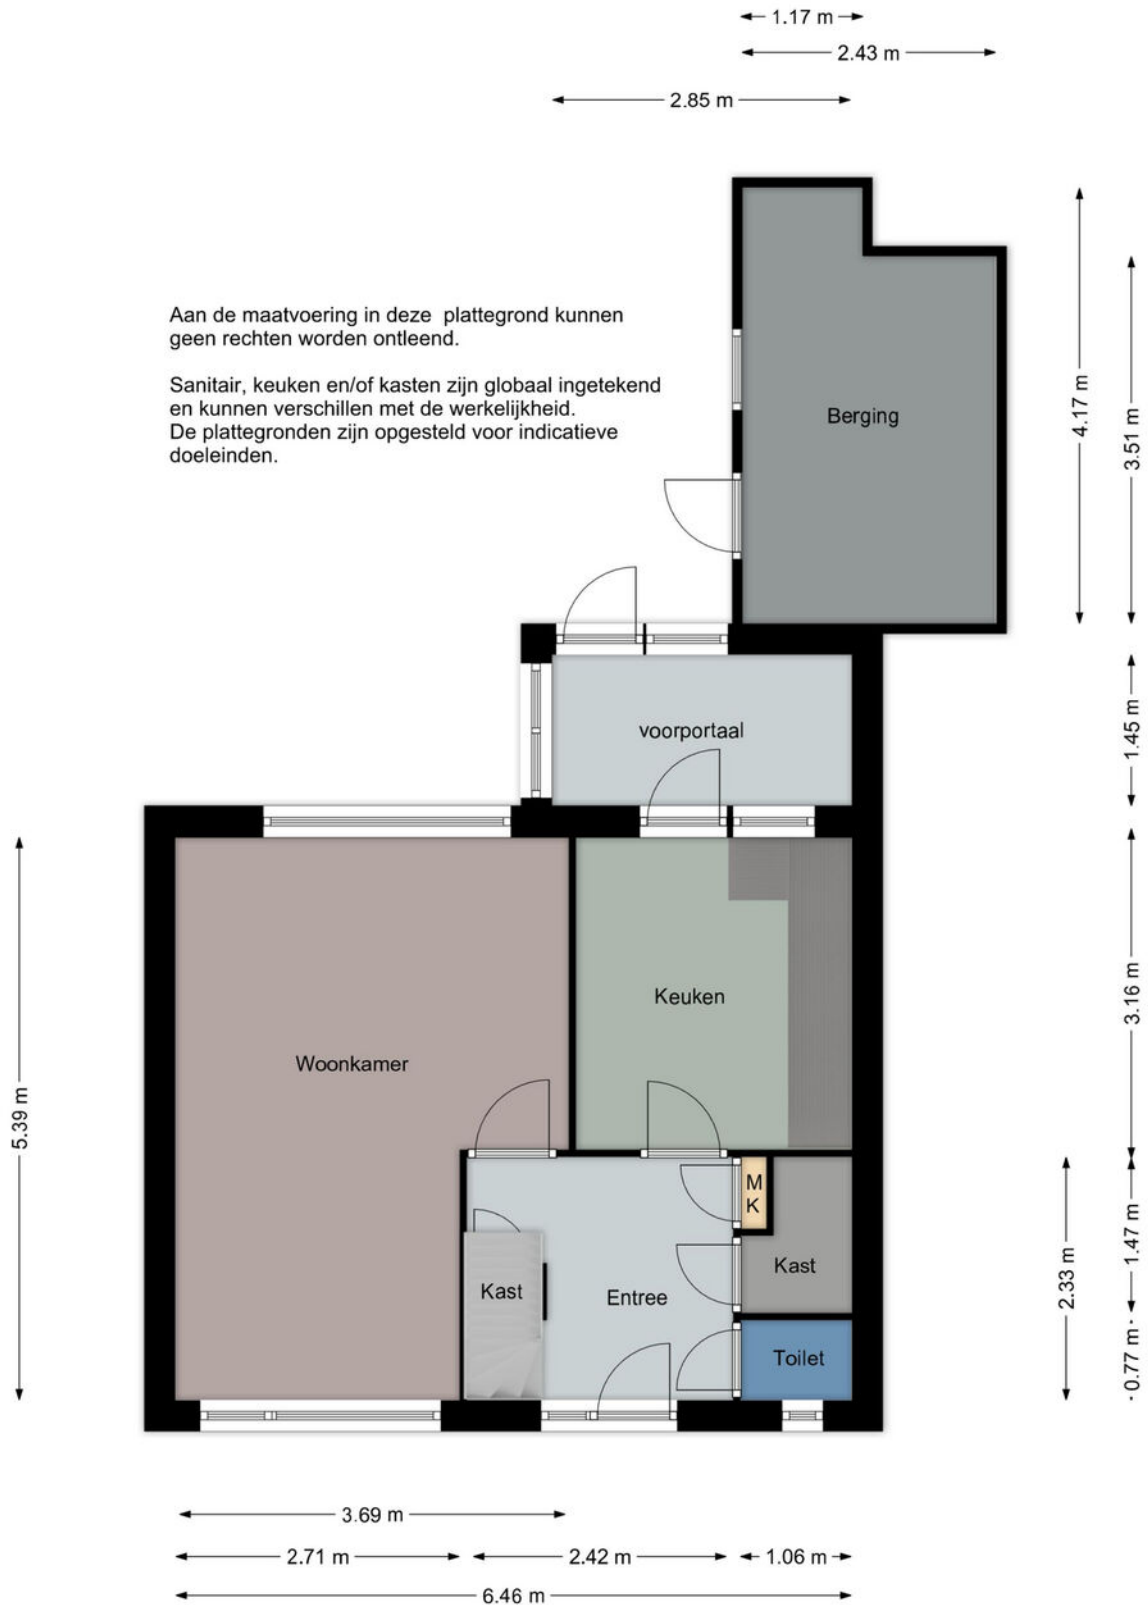 1.17 m
2.43 m
2.85 m
Aan de maatvoering in deze plattegrond kunnen
geen rechten worden ontleend.
Sanitair, keuken en/of kasten zijn globaal ingetekend
en kunnen verschillen met de werkelijkheid.
De plattegronden zijn opgesteld voor indicatieve
doeleinden.
Berging
4.17 m
3.51 m
voorportaal
1.45 m
Keuken
3.16 m
Woonkamer
5.39 m
M
K
Kast
Kast
Entree
Toilet
2.33 m
1.47 m
0.77 m
3.69 m
2.71 m
2.42 m
1.06 m
6.46 m